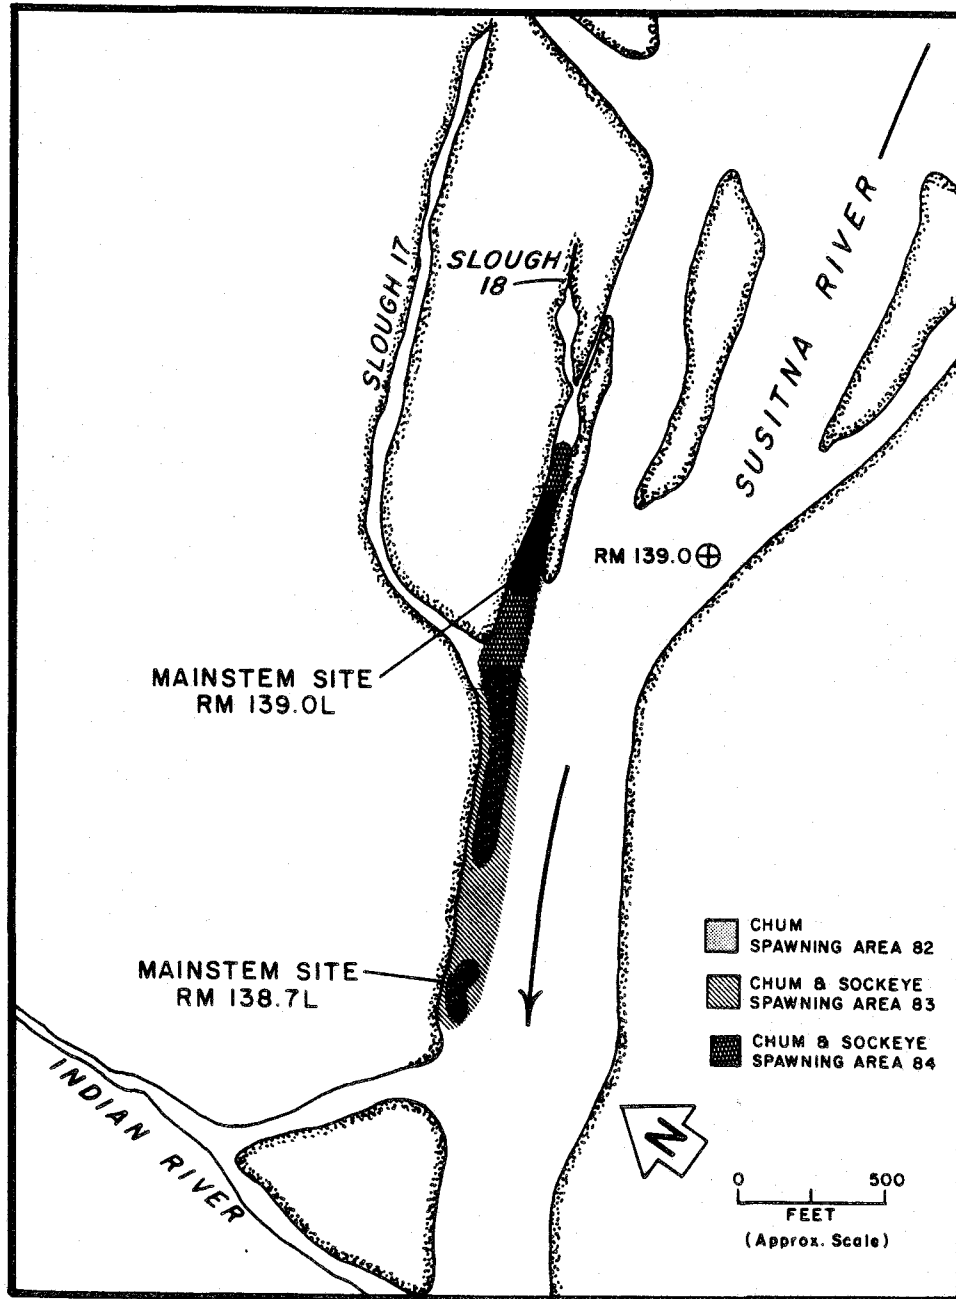 SLOUGH 17
SLOUGH
18
SUSITNA RIVER
RM 139.0
MAINSTEM SITE
RM 139.0L
MAINSTEM SITE
RM 138.7L
CHUM
SPAWNING AREA 82
CHUM & SOCKEYE
SPAWNING AREA 83
CHUM & SOCKEYE
SPAWNING AREA 84
INDIAN RIVER
N
0 500
FEET
(Approx. Scale)